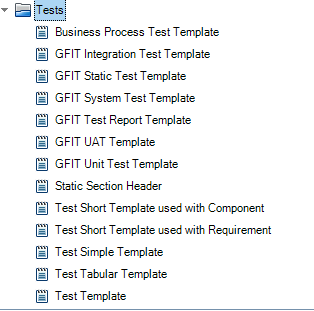 Tests
Business Process Test Template
GFIT Integration Test Template
GFIT Static Test Template
GFIT System Test Template
GFIT Test Report Template
GFIT UAT Template
GFIT Unit Test Template
Static Section Header
Test Short Template used with Component
Test Short Template used with Requirement
Test Simple Template
Test Tabular Template
Test Template